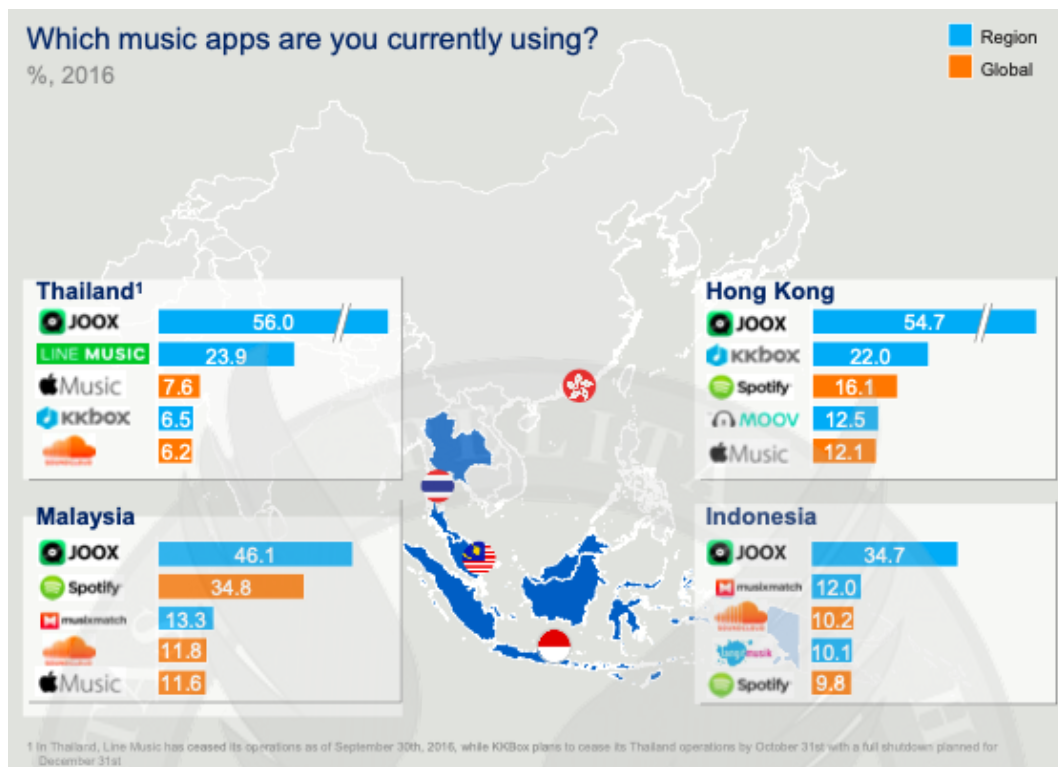 Which music apps are you currently using?
%, 2016
Region
Global
Thailand¹
JOOX 56.0
LINE MUSIC 23.9
Music 7.6
KKBOX 6.5
SOUNDCLOUD 6.2
Hong Kong
JOOX 54.7
KKBOX 22.0
Spotify 16.1
MOOV 12.5
Music 12.1
Malaysia
JOOX 46.1
Spotify 34.8
musixmatch 13.3
SOUNDCLOUD 11.8
Music 11.6
Indonesia
JOOX 34.7
musixmatch 12.0
SOUNDCLOUD 10.2
langit musik 10.1
Spotify 9.8
1 In Thailand, Line Music has ceased its operations as of September 30th, 2016, while KKBox plans to cease its Thailand operations by October 31st with a full shutdown planned for
December 31st